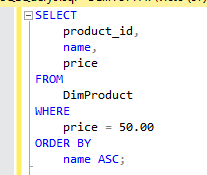 SELECT
product_id,
name,
price
FROM
DimProduct
WHERE
price = 50.00
ORDER BY
name ASC;